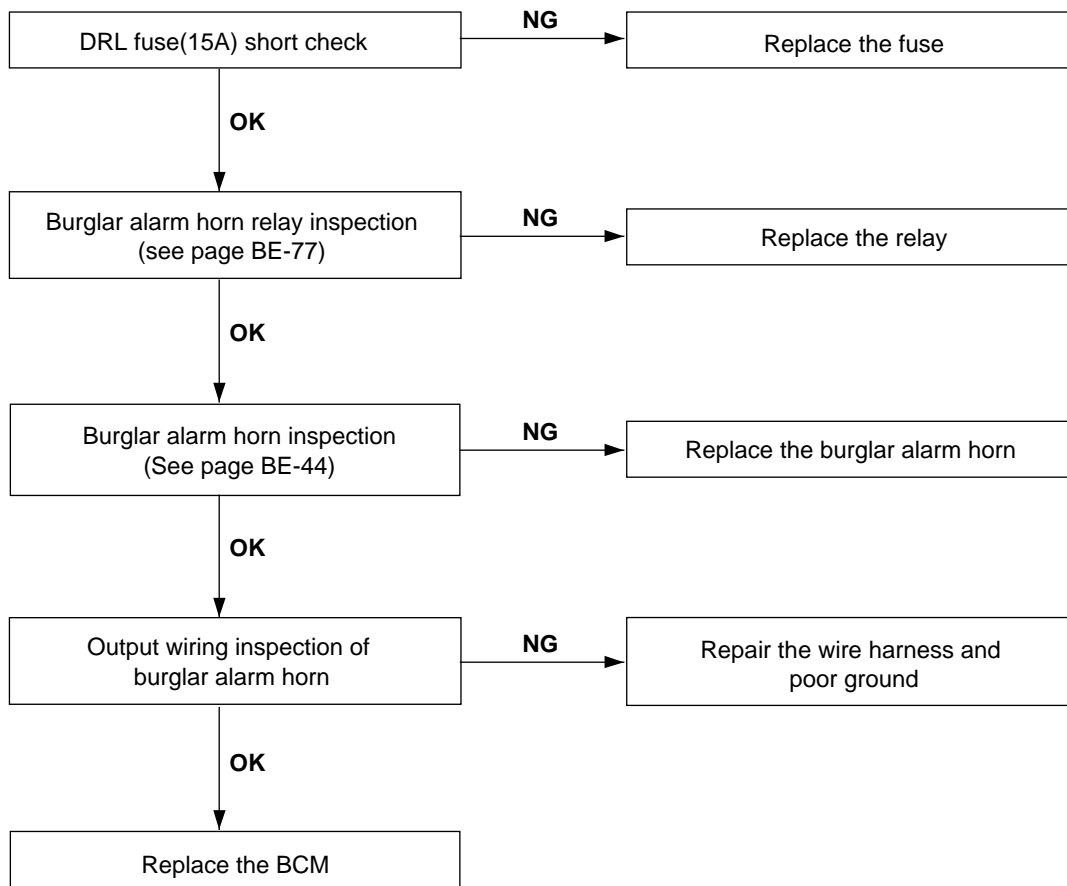 DRL fuse(15A) short check
NG
Replace the fuse
OK
Burglar alarm horn relay inspection
(see page BE-77)
NG
Replace the relay
OK
Burglar alarm horn inspection
(See page BE-44)
NG
Replace the burglar alarm horn
OK
Output wiring inspection of
burglar alarm horn
NG
Repair the wire harness and
poor ground
OK
Replace the BCM